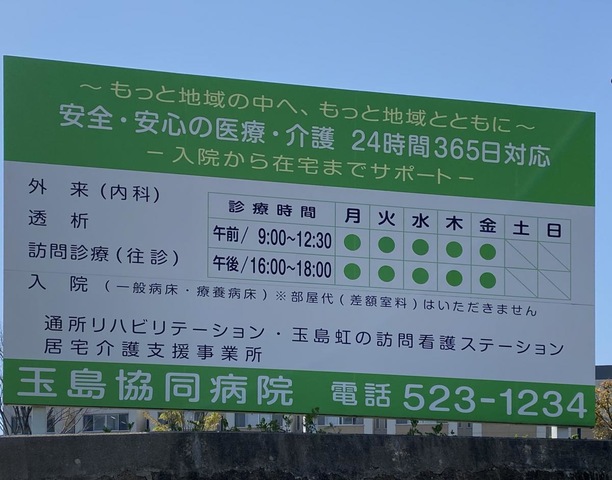 ～もっと地域の中へ、もっと地域とともに～
安全・安心の医療・介護 24時間365日対応
－入院から在宅までサポート－
外 来（内科）
透 析
訪問診療（往診）
診療時間 月 火 水 木 金 土 日
午前/ 9:00~12:30 ● ● ● ● ●
午後/16:00~18:00 ● ● ● ● ●
入 院（一般病床・療養病床）※部屋代（差額室料）はいただきません
通所リハビリテーション・玉島虹の訪問看護ステーション
居宅介護支援事業所
玉島協同病院 電話 523-1234